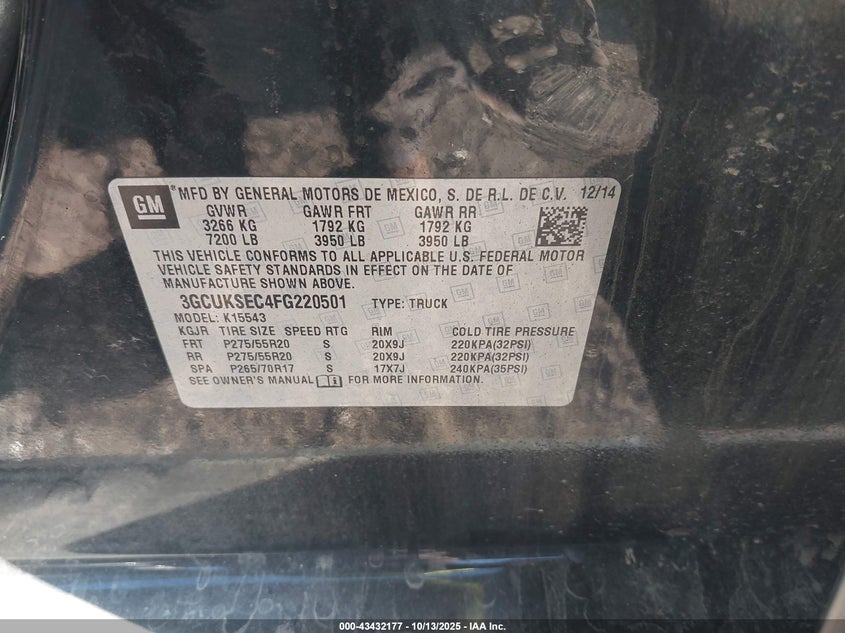 GM ® MFD BY GENERAL MOTORS DE MEXICO, S. DE R.L. DE C.V. 12/14
GVWR GAWR FRT GAWR RR
3266 KG 1792 KG 1792 KG
7200 LB 3950 LB 3950 LB
THIS VEHICLE CONFORMS TO ALL APPLICABLE U.S. FEDERAL MOTOR
VEHICLE SAFETY STANDARDS IN EFFECT ON THE DATE OF
MANUFACTURE SHOWN ABOVE.
3GCUKSEC4FG220501 TYPE: TRUCK
MODEL: K15543
KGJR TIRE SIZE SPEED RTG RIM COLD TIRE PRESSURE
FRT P275/55R20 S 20X9J 220KPA(32PSI)
RR P275/55R20 S 20X9J 220KPA(32PSI)
SPA P265/70R17 S 17X7J 240KPA(35PSI)
SEE OWNER'S MANUAL FOR MORE INFORMATION.
000-43432177 - 10/13/2025 - IAA Inc.